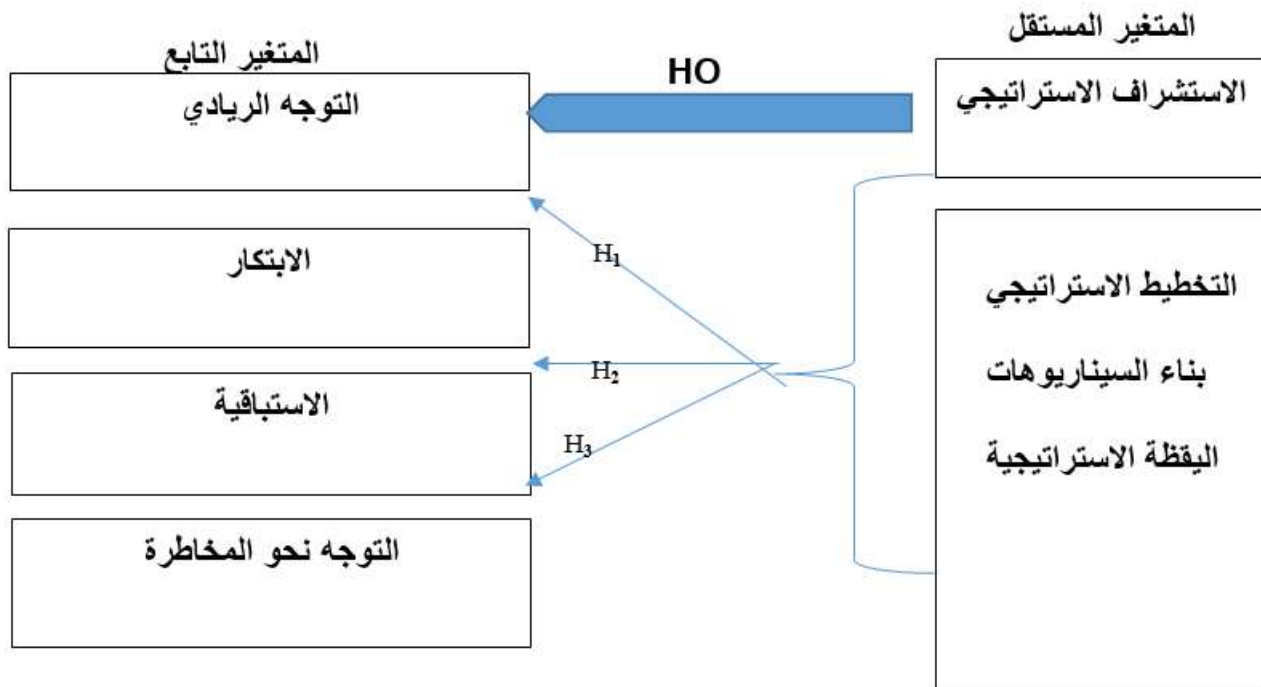 المتغير المستقل
المتغير التابع
الاستشراف الاستراتيجي
HO
التوجه الريادي
التخطيط الاستراتيجي
بناء السيناريوهات
اليقظة الاستراتيجية
H1
H2
H3
الابتكار
الاستباقية
التوجه نحو المخاطرة